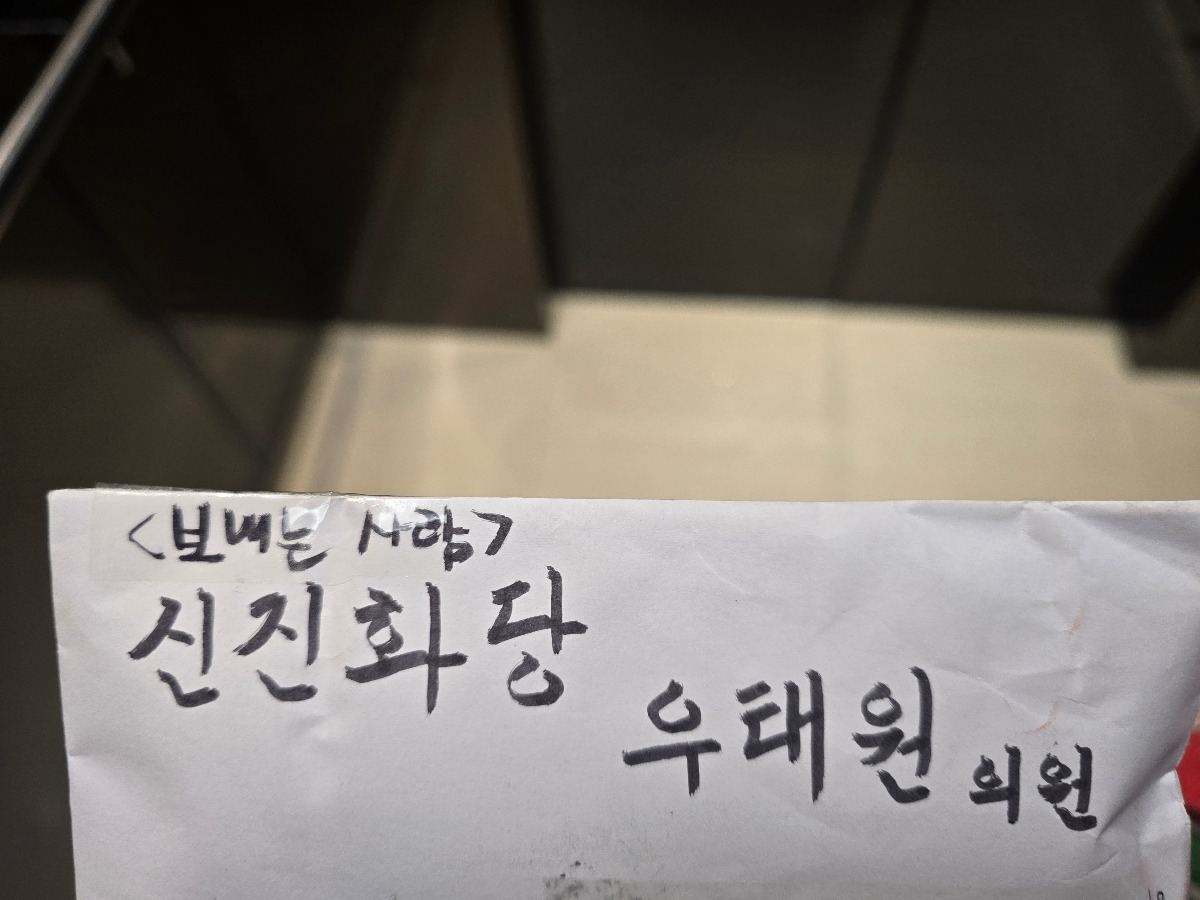 <보내는 사람>
신진화당
우태원 의원